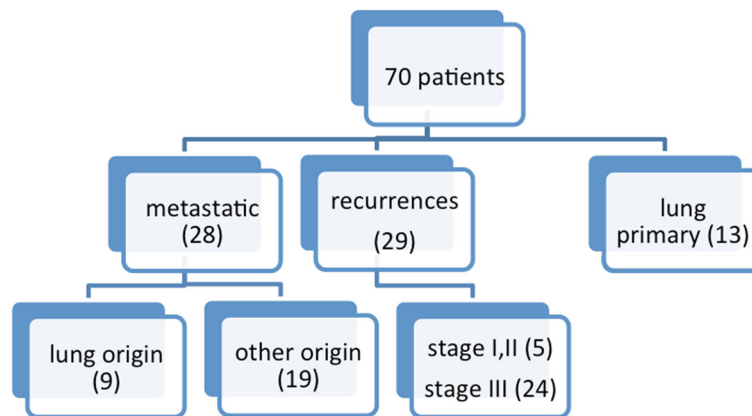 70 patients
metastatic
(28)
recurrences
(29)
lung
primary (13)
lung origin
(9)
other origin
(19)
stage I,II (5)
stage III (24)